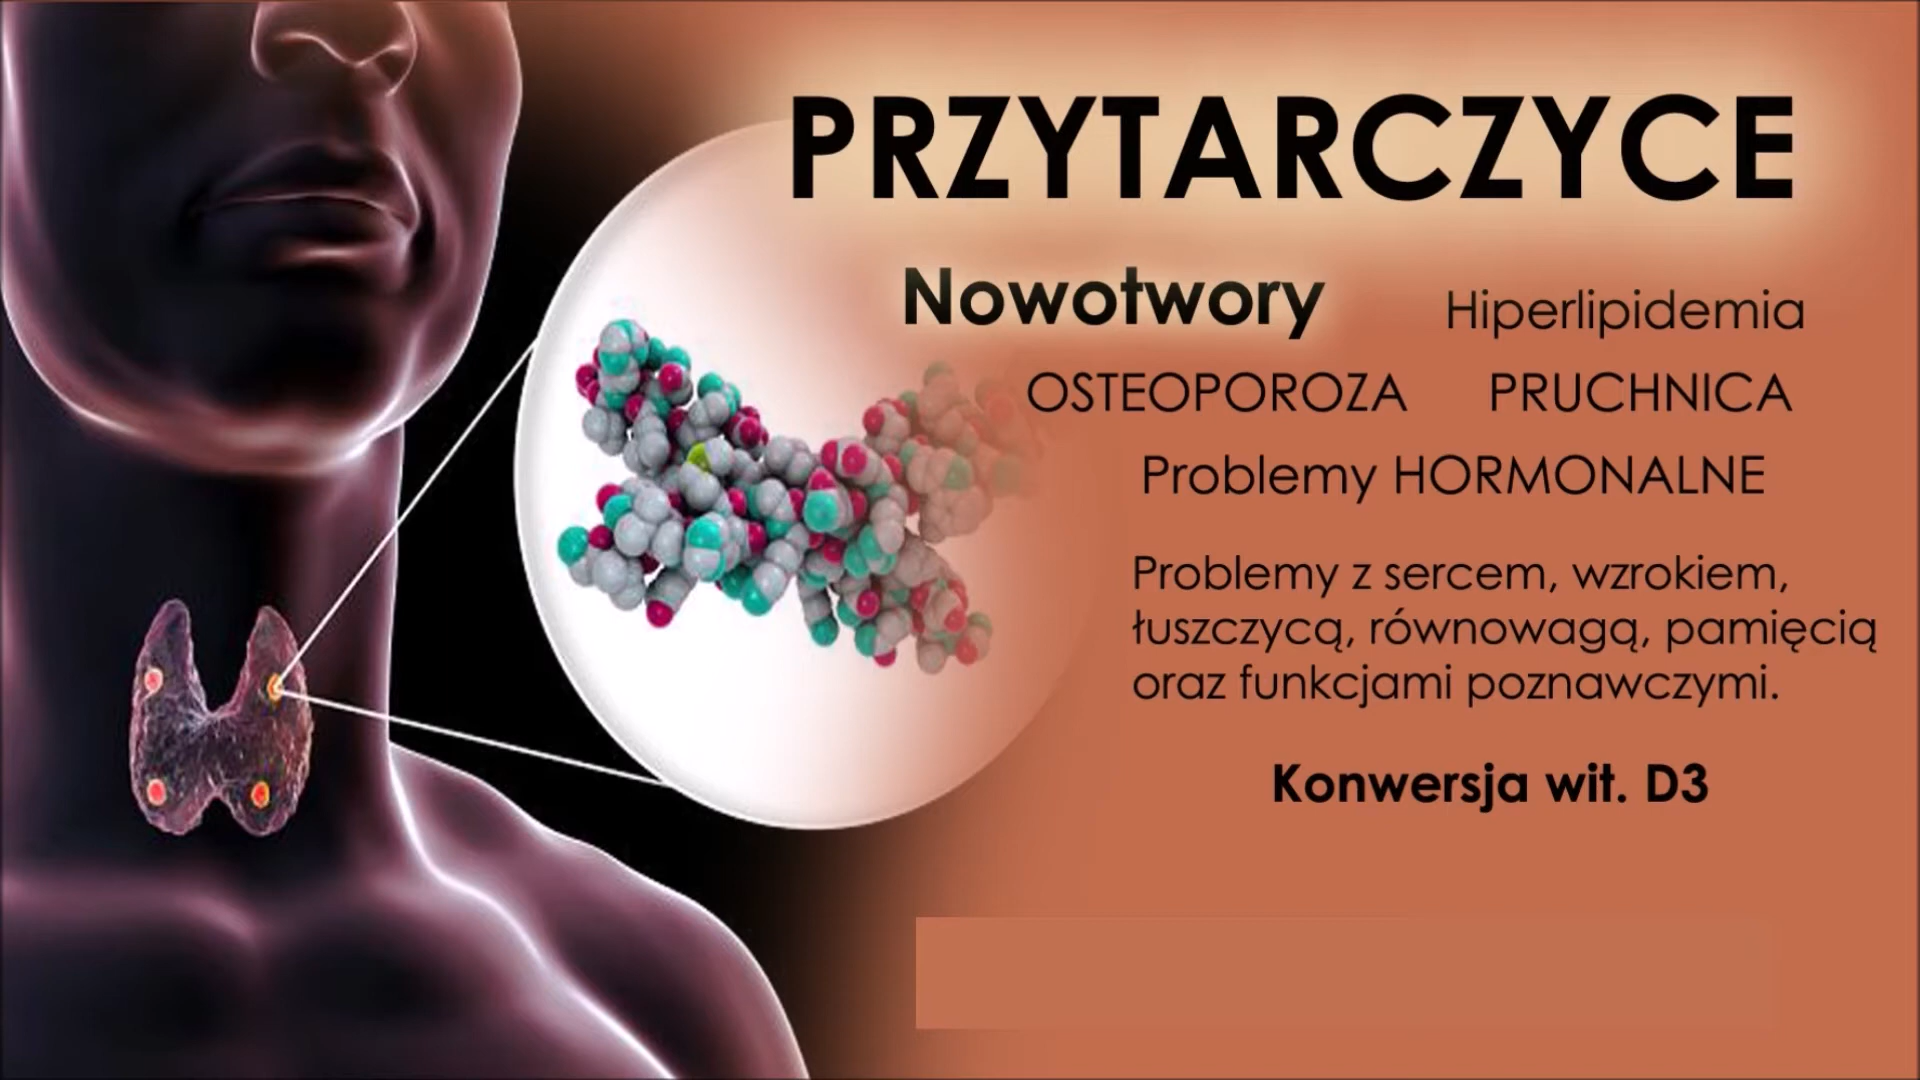 PRZYTARCZYCE
Nowotwory Hiperlipidemia
OSTEOPOROZA PRUCHNICA
Problemy HORMONALNE
Problemy z sercem, wzrokiem,
łuszczycą, równowagą, pamięcią
oraz funkcjami poznawczymi.
Konwersja wit. D3